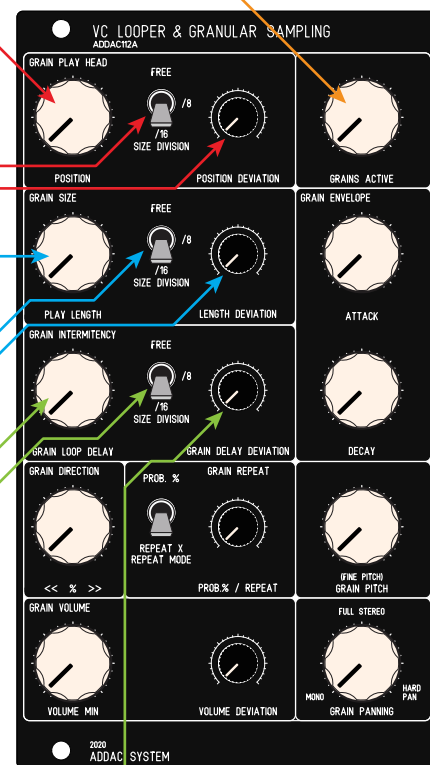 VC LOOPER & GRANULAR SAMPLING
ADDAC112A
GRAIN PLAY HEAD
FREE
/8
/16
SIZE DIVISION
POSITION
POSITION DEVIATION
GRAINS ACTIVE
GRAIN SIZE
FREE
/8
/16
SIZE DIVISION
PLAY LENGTH
LENGTH DEVIATION
GRAIN ENVELOPE
ATTACK
GRAIN INTERMITENCY
FREE
/8
/16
SIZE DIVISION
GRAIN LOOP DELAY
GRAIN DELAY DEVIATION
DECAY
GRAIN DIRECTION
<< % >>
PROB. %
GRAIN REPEAT
REPEAT X
REPEAT MODE
PROB.% / REPEAT
(FINE PITCH)
GRAIN PITCH
GRAIN VOLUME
VOLUME MIN
VOLUME DEVIATION
FULL STEREO
MONO
HARD
PAN
GRAIN PANNING
2020
ADDAC SYSTEM